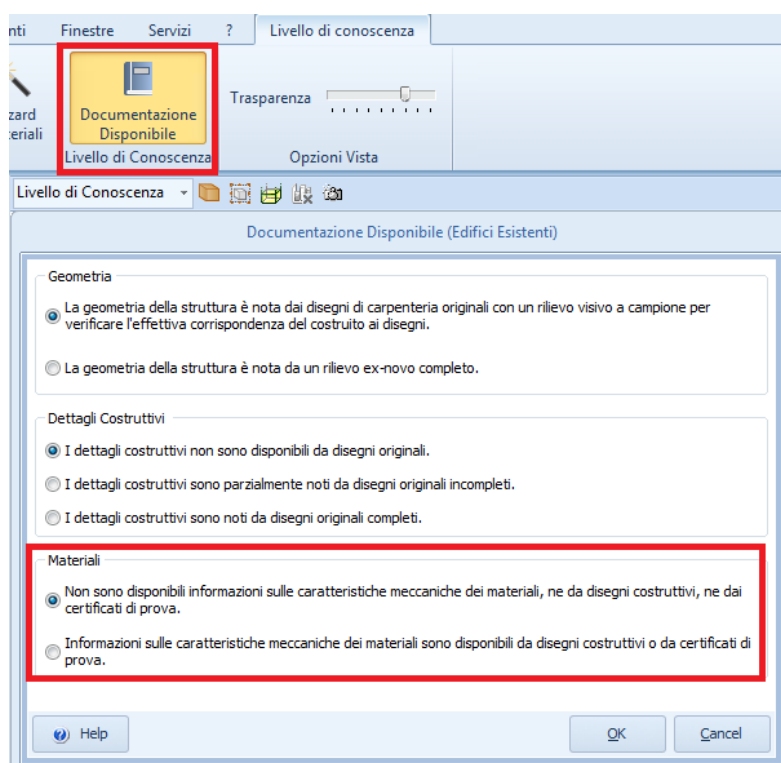 Finestre Servizi ? Livello di conoscenza
Documentazione
Disponibile
Livello di Conoscenza
Trasparenza
Opzioni Vista
Livello di Conoscenza
Documentazione Disponibile (Edifici Esistenti)
Geometria
La geometria della struttura è nota dai disegni di carpenteria originali con un rilievo visivo a campione per
verificare l'effettiva corrispondenza del costruito ai disegni.
La geometria della struttura è nota da un rilievo ex-novo completo.
Dettagli Costruttivi
I dettagli costruttivi non sono disponibili da disegni originali.
I dettagli costruttivi sono parzialmente noti da disegni originali incompleti.
I dettagli costruttivi sono noti da disegni originali completi.
Materiali
Non sono disponibili informazioni sulle caratteristiche meccaniche dei materiali, ne da disegni costruttivi, ne dai
certificati di prova.
Informazioni sulle caratteristiche meccaniche dei materiali sono disponibili da disegni costruttivi o da certificati di
prova.
Help OK Cancel